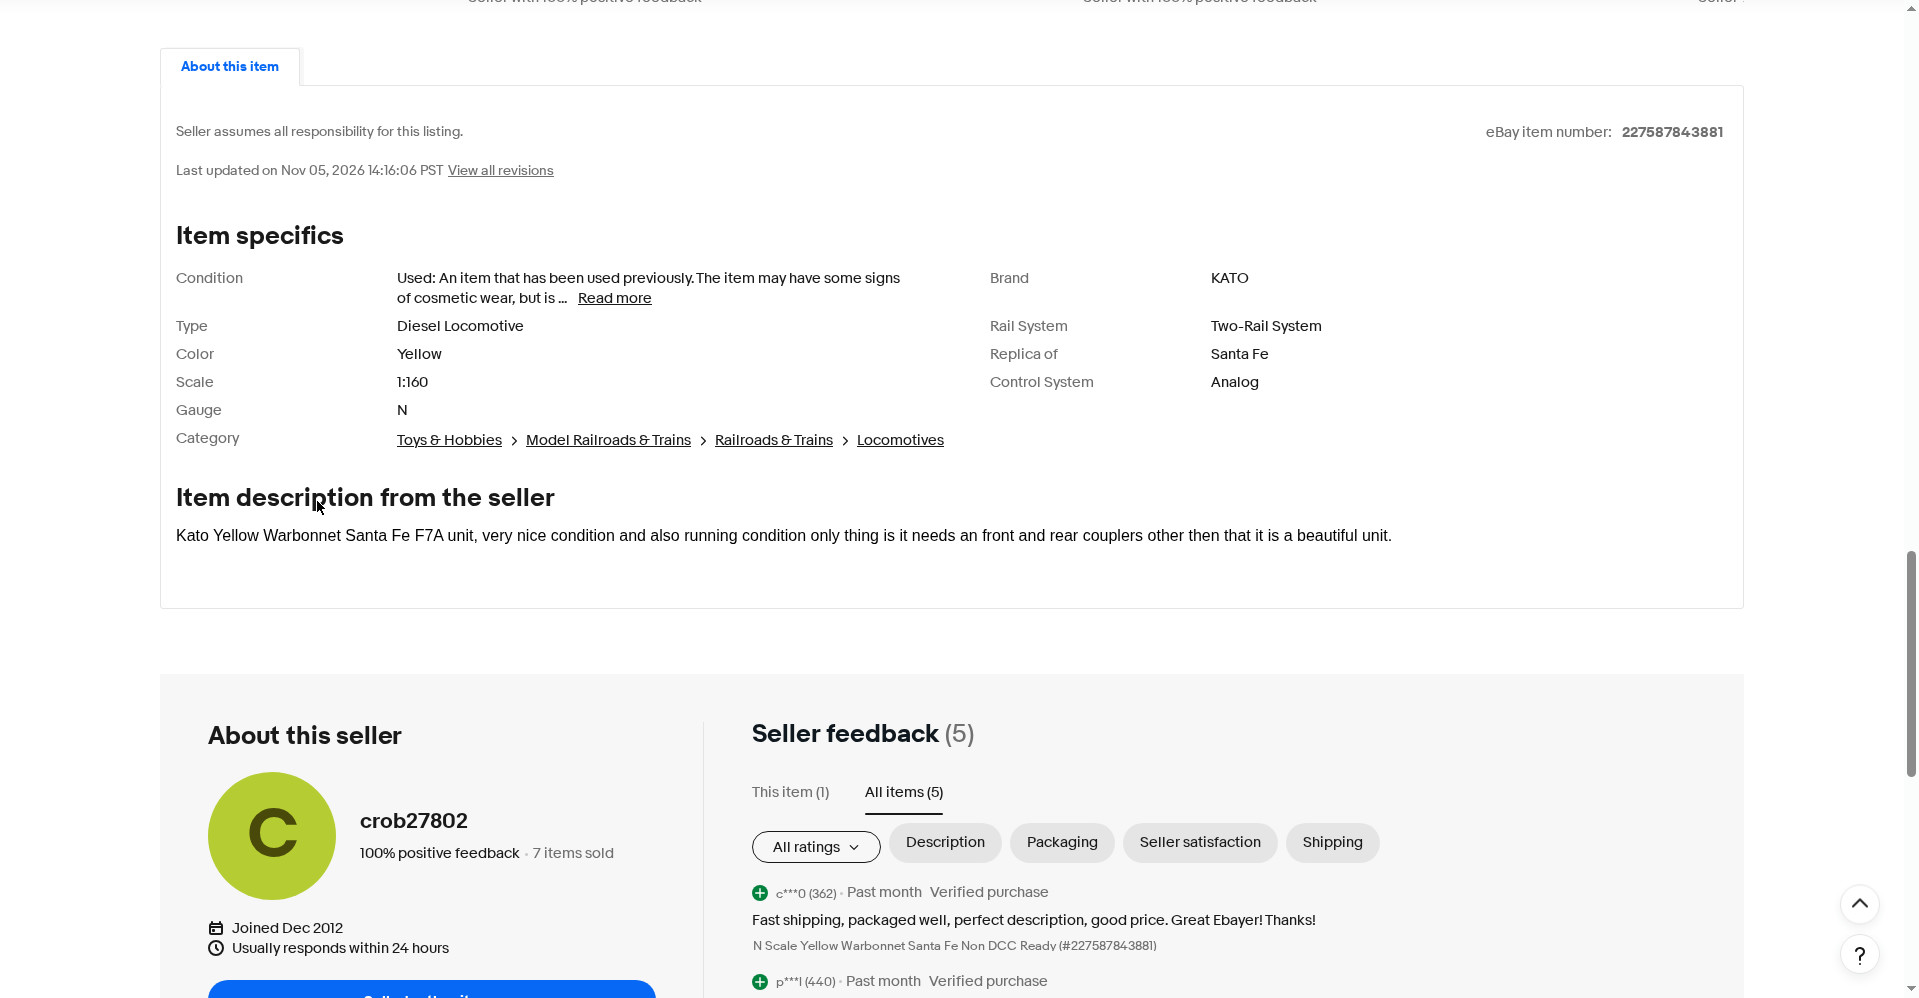 About this item
Seller assumes all responsibility for this listing.
eBay item number: 227587843881
Last updated on Nov 05, 2026 14:16:06 PST View all revisions
Item specifics
Condition
Used: An item that has been used previously. The item may have some signs
of cosmetic wear, but is ... Read more
Brand
KATO
Type
Diesel Locomotive
Rail System
Two-Rail System
Color
Yellow
Replica of
Santa Fe
Scale
1:160
Control System
Analog
Gauge
N
Category
Toys & Hobbies > Model Railroads & Trains > Railroads & Trains > Locomotives
Item description from the seller
Kato Yellow Warbonnet Santa Fe F7A unit, very nice condition and also running condition only thing is it needs an front and rear couplers other then that it is a beautiful unit.
About this seller
C
crob27802
100% positive feedback · 7 items sold
Joined Dec 2012
Usually responds within 24 hours
Seller feedback (5)
This item (1)
All items (5)
All ratings
Description
Packaging
Seller satisfaction
Shipping
c***0 (362) · Past month Verified purchase
Fast shipping, packaged well, perfect description, good price. Great Ebayer! Thanks!
N Scale Yellow Warbonnet Santa Fe Non DCC Ready (#227587843881)
p***l (440) · Past month Verified purchase
?